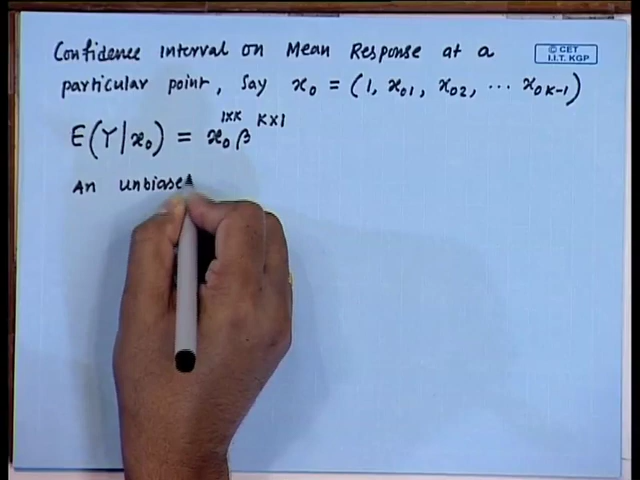 Confidence interval on Mean Response at a
© CET
I.I.T. KGP
particular point, Say x₀ = (1, x₀₁, x₀₂, ... x₀ₖ₋₁)
1×K K×1
E(Y|x₀) = x₀β
An unbiase